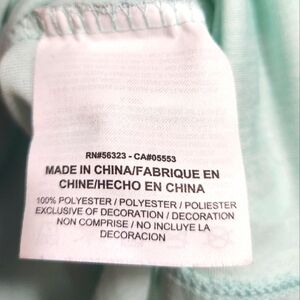 RN#56323 - CA#05553
MADE IN CHINA/FABRIQUE EN
CHINE/HECHO EN CHINA
100% POLYESTER / POLYESTER / POLIESTER
EXCLUSIVE OF DECORATION / DECORATION
NON COMPRISE / NO INCLUYE LA
DECORACION